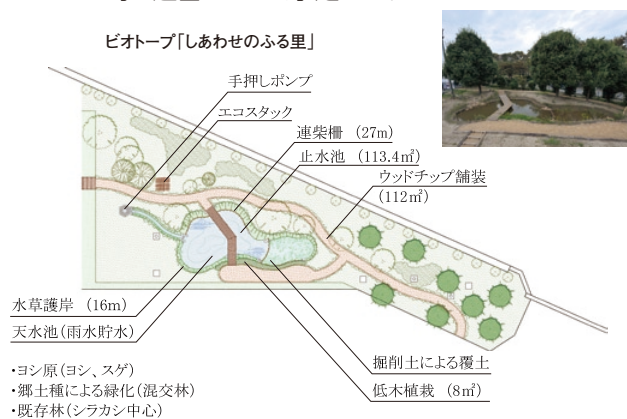 ビオトープ「しあわせのふる里」
手押しポンプ
エコスタック
連柴柵 (27m)
止水池 (113.4㎡)
ウッドチップ舗装
(112㎡)
水草護岸 (16m)
天水池(雨水貯水)
掘削土による覆土
低木植栽 (8㎡)
・ヨシ原(ヨシ、スゲ)
・郷土種による緑化(混交林)
・既存林(シラカシ中心)